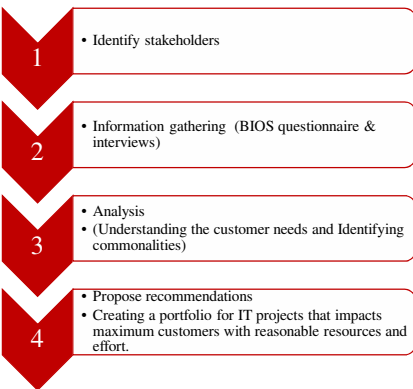 1
• Identify stakeholders
2
• Information gathering (BIOS questionnaire &
interviews)
3
• Analysis
• (Understanding the customer needs and Identifying
commonalities)
4
• Propose recommendations
• Creating a portfolio for IT projects that impacts
maximum customers with reasonable resources and
effort.